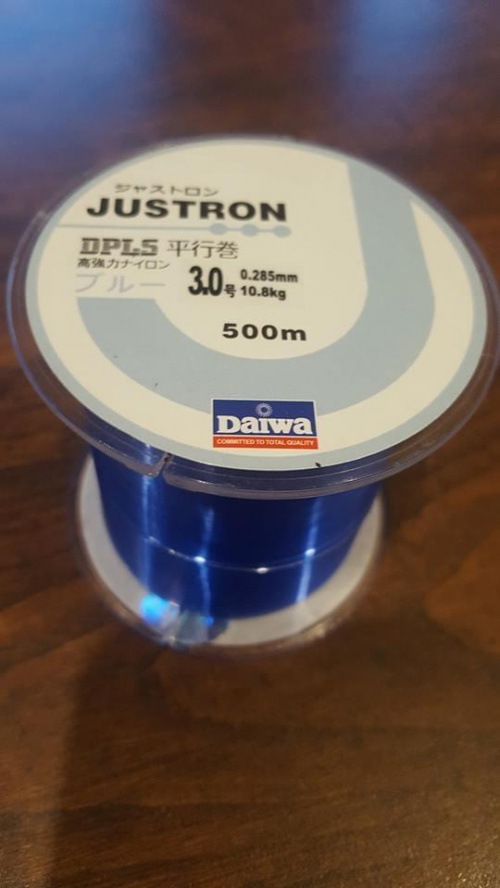 ジャストロン
JUSTRON
DPLS 平行巻
高強力ナイロン
ブルー
3.0号 0.285mm
10.8kg
500m
Daiwa
COMMITTED TO TOTAL QUALITY